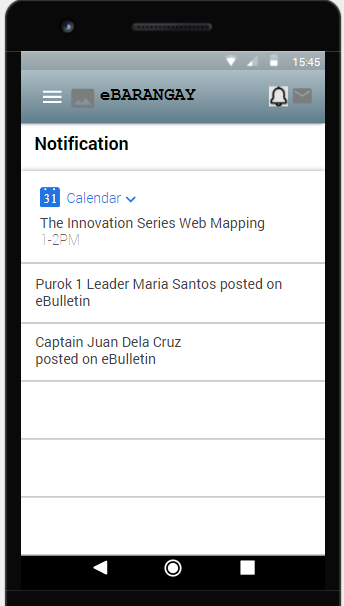 15:45
eBARANGAY
Notification
31 Calendar
The Innovation Series Web Mapping
1-2PM
Purok 1 Leader Maria Santos posted on
eBulletin
Captain Juan Dela Cruz
posted on eBulletin